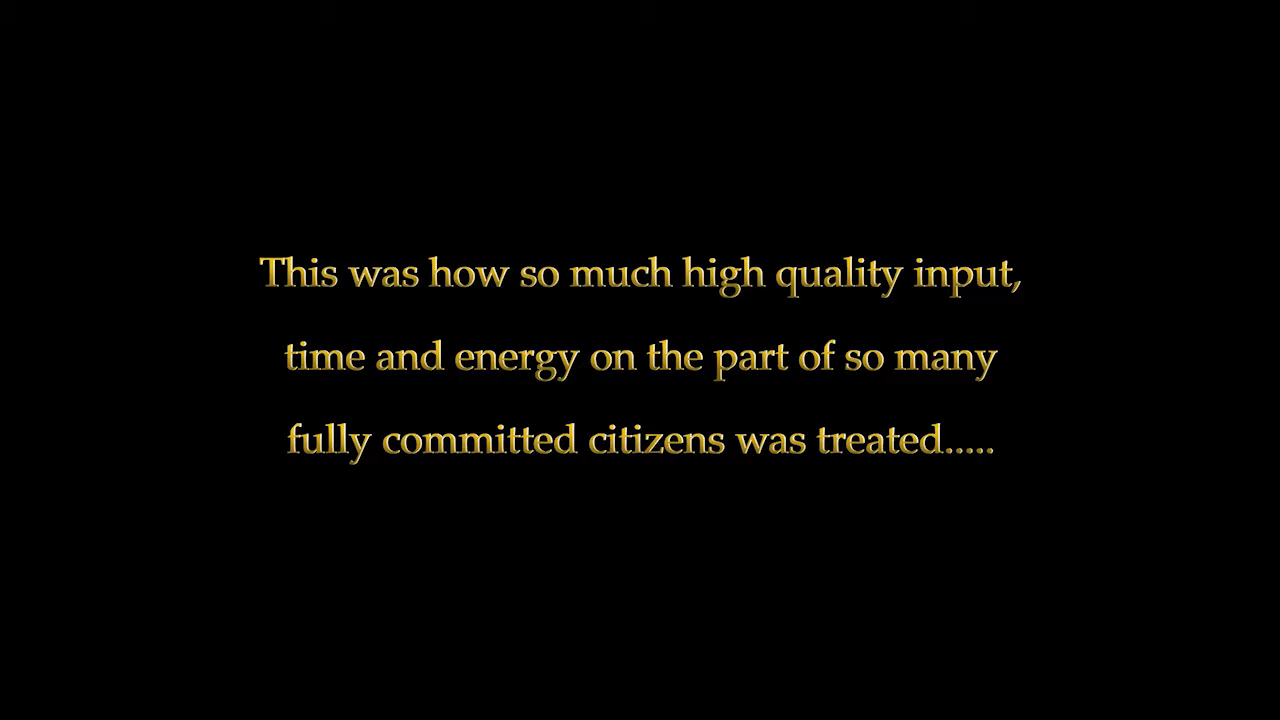 This was how so much high quality input,
time and energy on the part of so many
fully committed citizens was treated.....